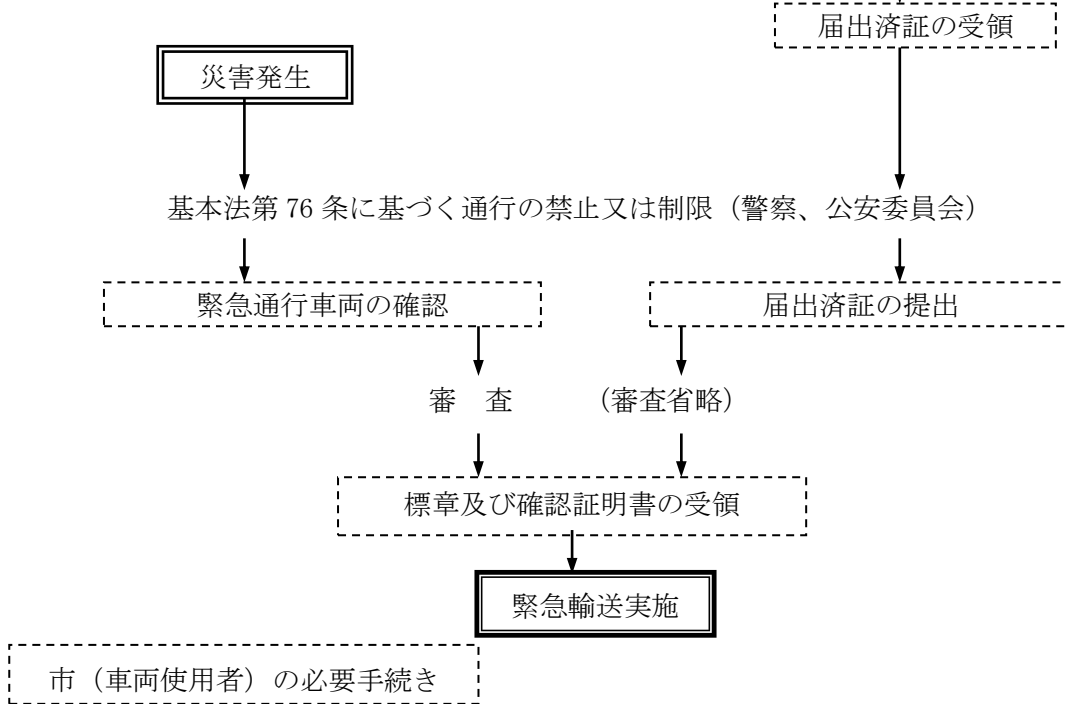 届出済証の受領
災害発生
基本法第 76 条に基づく通行の禁止又は制限（警察、公安委員会）
緊急通行車両の確認
届出済証の提出
審　査
（審査省略）
標章及び確認証明書の受領
緊急輸送実施
市（車両使用者）の必要手続き